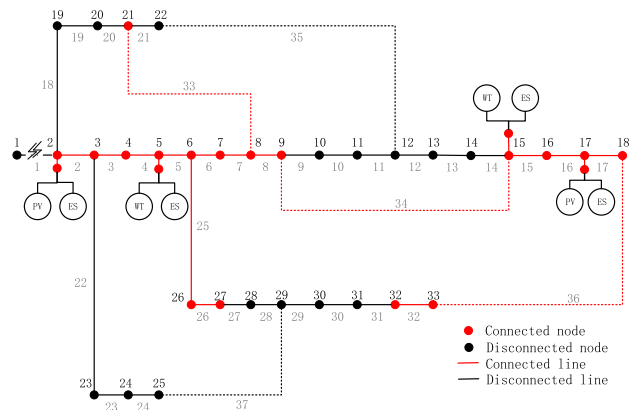 19 20 21 22
19 20 21 35
18 33
WT ES
1 2 3 4 5 6 7 8 9 10 11 12 13 14 15 16 17 18
1 2 3 4 5 6 7 8 9 10 11 12 13 14 15 16 17
PV ES WT ES PV ES
34
25
22
26 27 28 29 30 31 32 33
26 27 28 29 30 31 32 36
Connected node
Disconnected node
Connected line
Disconnected line
23 24 25
23 24 37